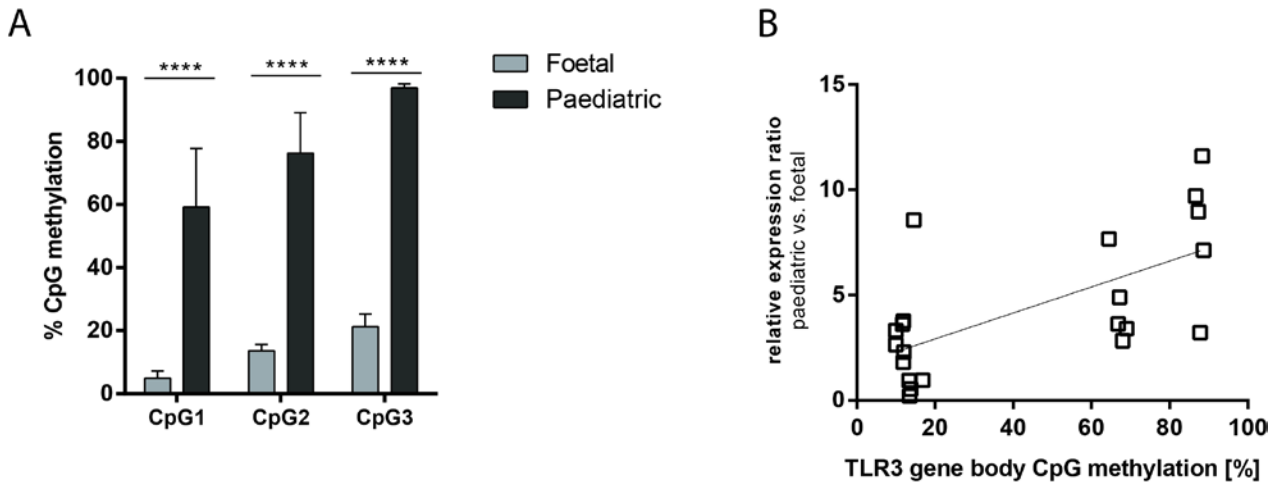 A
% CpG methylation
100
80
60
40
20
0
****
****
****
CpG1
CpG2
CpG3
Foetal
Paediatric
B
relative expression ratio
paediatric vs. foetal
15
10
5
0
0 20 40 60 80 100
TLR3 gene body CpG methylation [%]